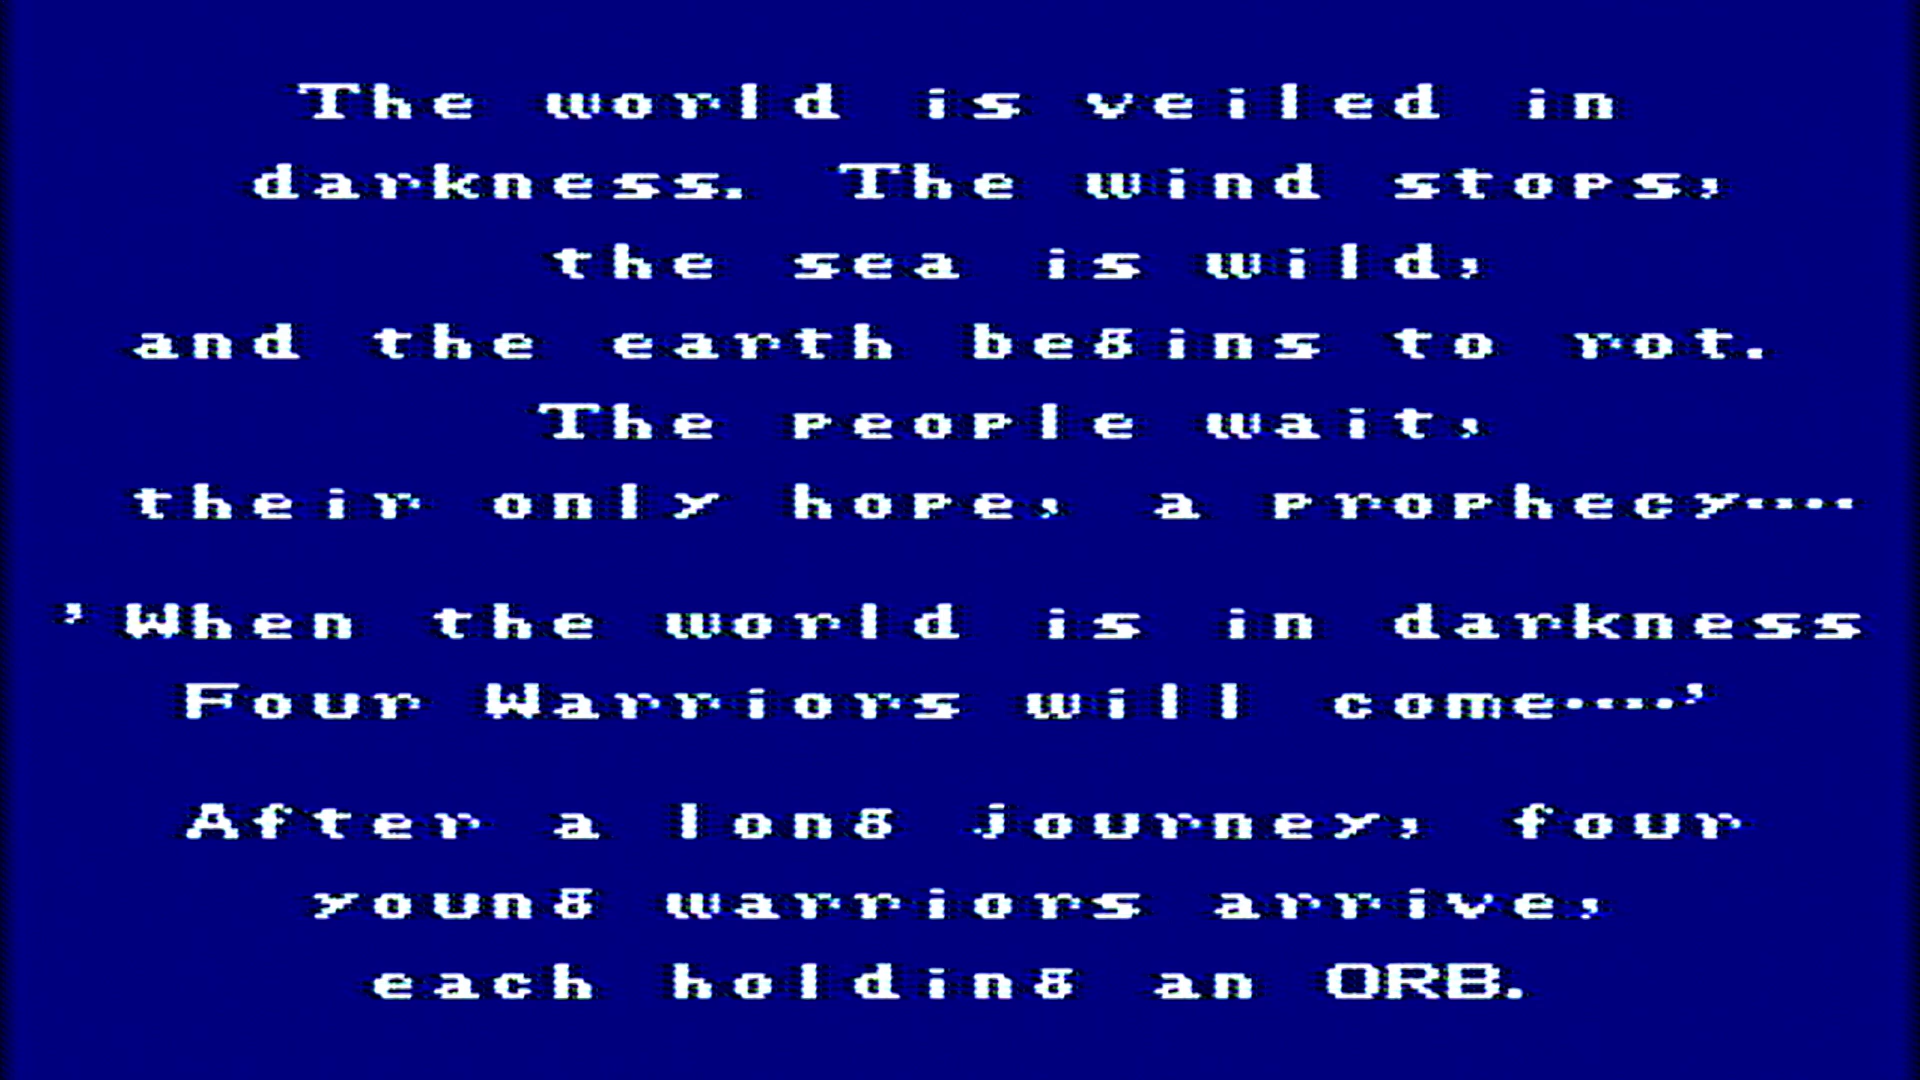 The world is veiled in
darkness. The wind stops,
the sea is wild,
and the earth begins to rot.
The people wait,
their only hope, a prophecy....
'When the world is in darkness
Four Warriors will come....'
After a long journey, four
young warriors arrive,
each holding an ORB.